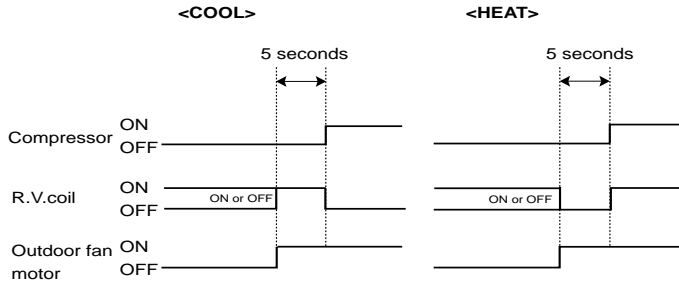 <COOL> <HEAT>
5 seconds 5 seconds
Compressor ON
OFF
R.V.coil ON
OFF ON or OFF ON or OFF
Outdoor fan motor ON
OFF